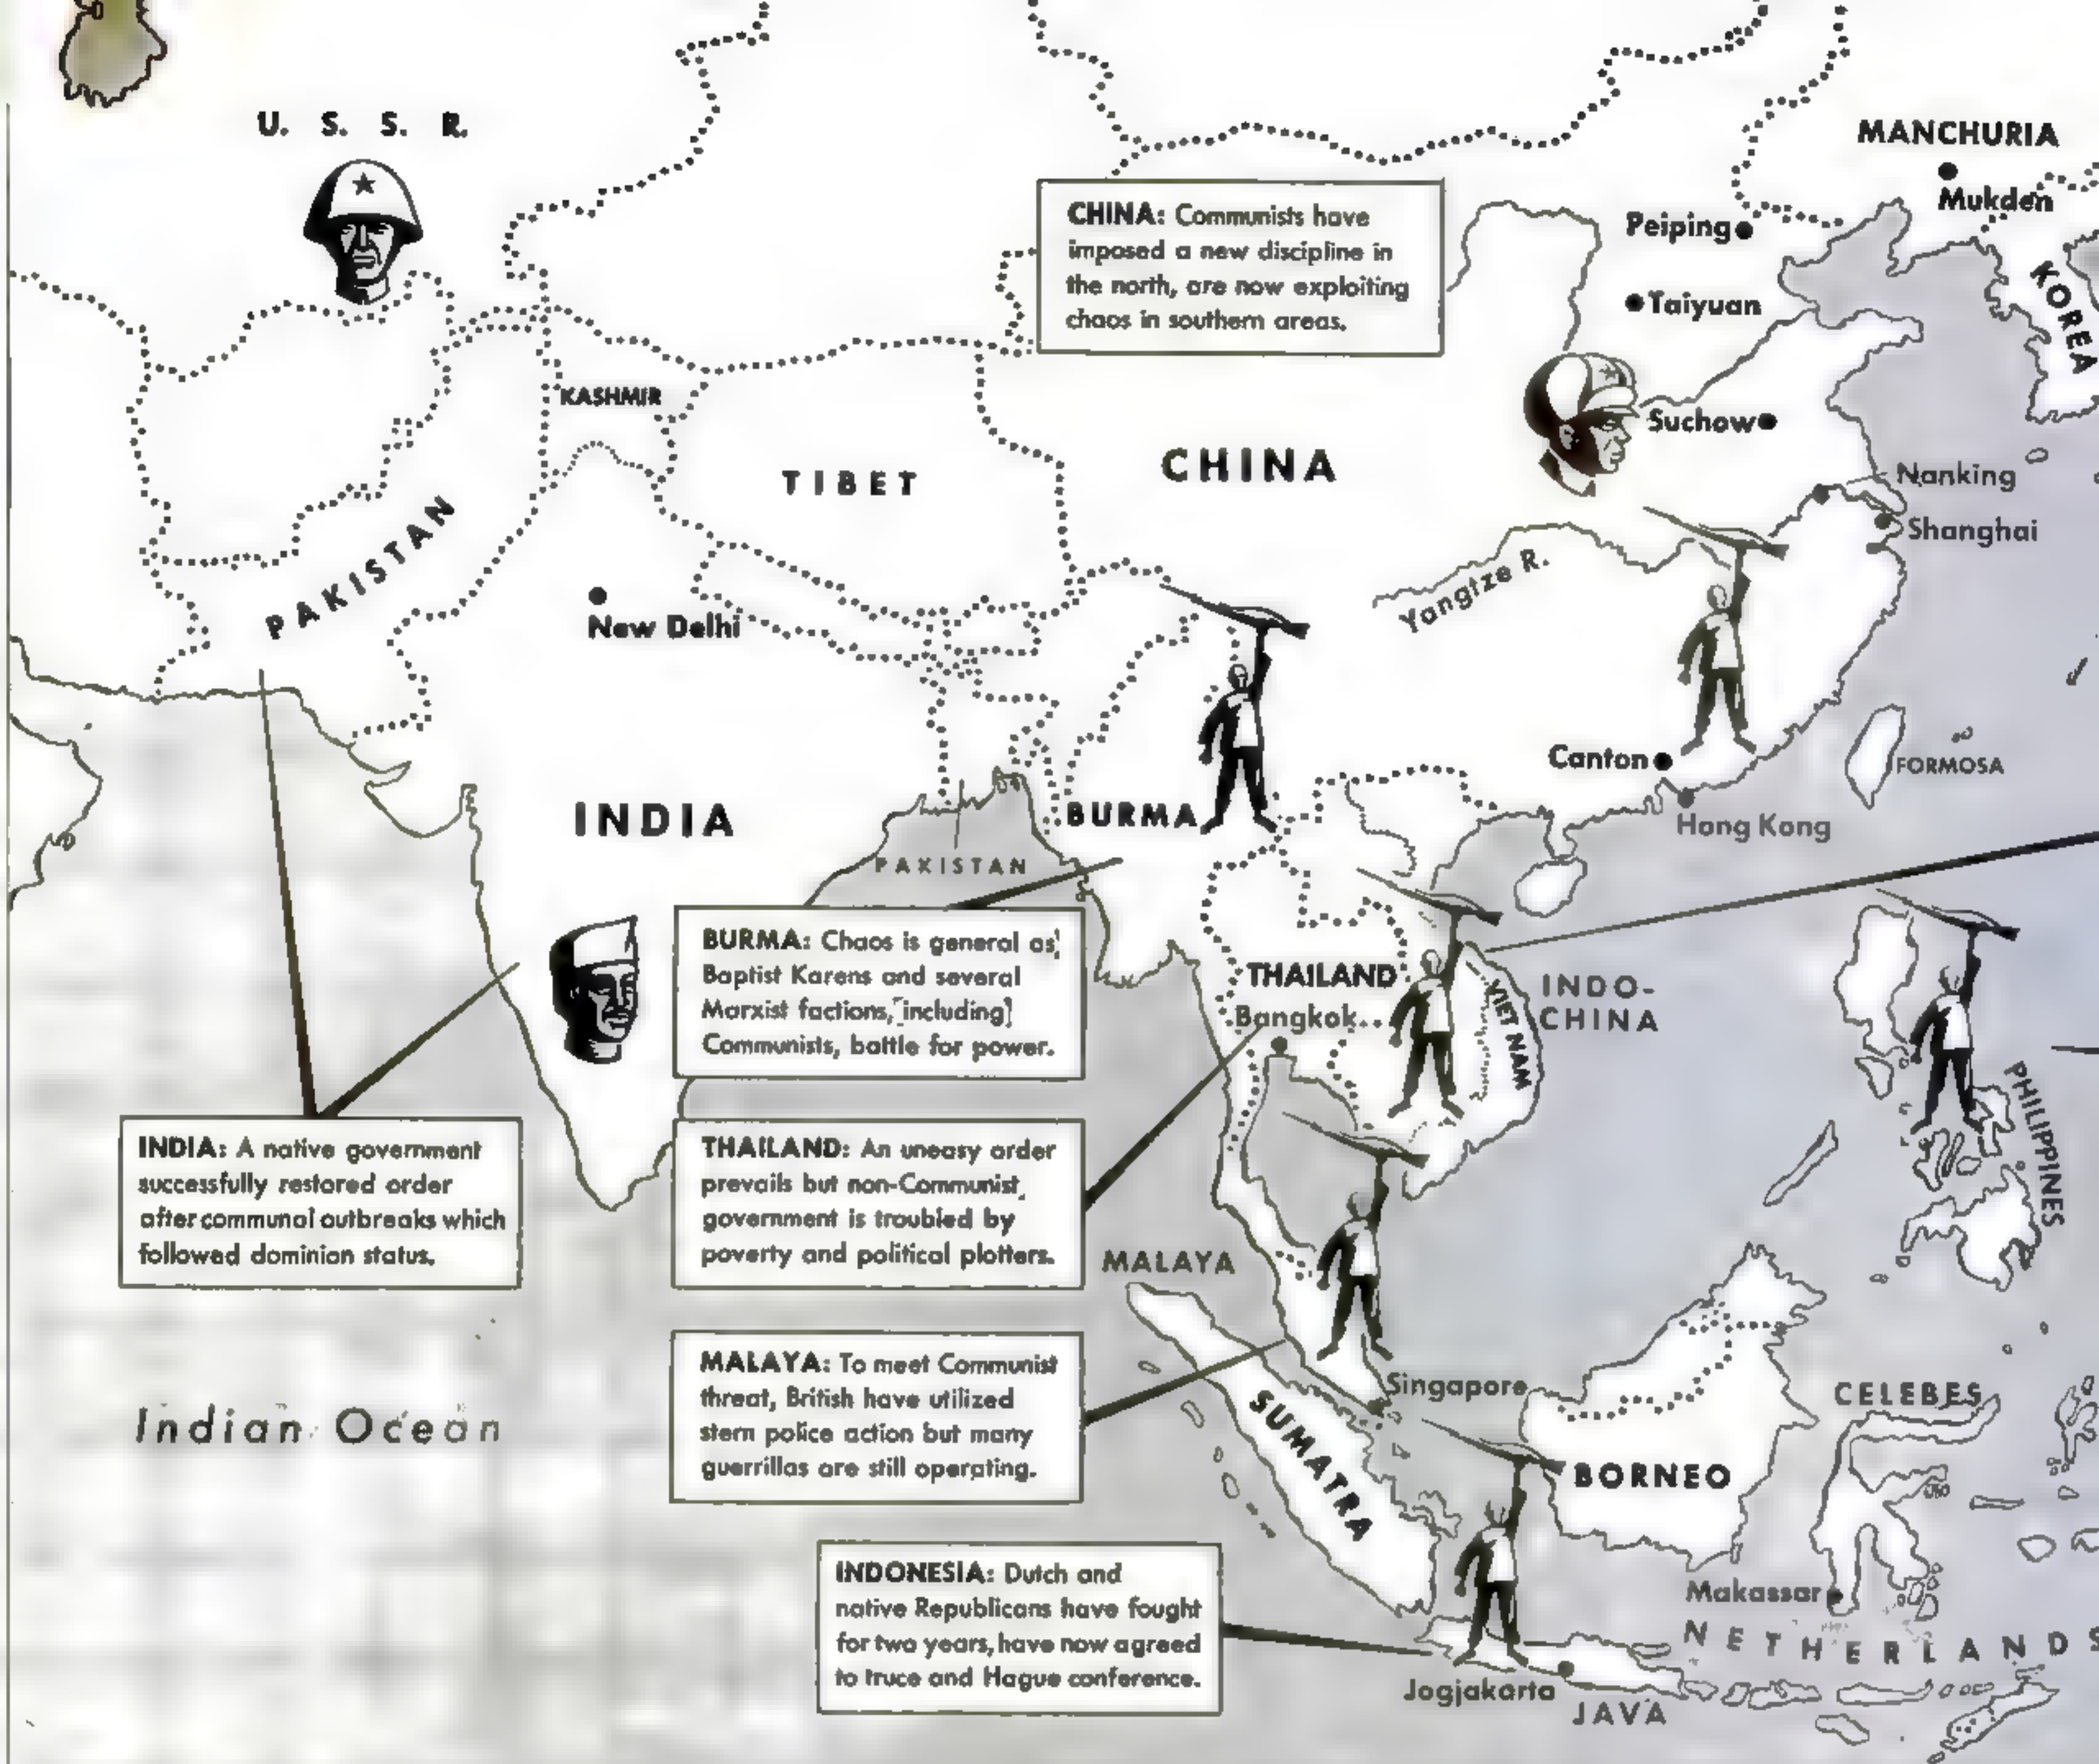 U. S. S. R.
MANCHURIA
Mukden
CHINA: Communists have
imposed a new discipline in
the north, are now exploiting
chaos in southern areas.
Peiping
KOREA
Taiyuan
KASHMIR
Suchow
TIBET
CHINA
Nanking
Shanghai
PAKISTAN
Yangtze R.
New Delhi
Canton
FORMOSA
INDIA
BURMA
Hong Kong
PAKISTAN
BURMA: Chaos is general as
Baptist Karens and several
Marxist factions, including
Communists, battle for power.
THAILAND
Bangkok
VIET NAM
INDO-
CHINA
PHILIPPINES
INDIA: A native government
successfully restored order
after communal outbreaks which
followed dominion status.
THAILAND: An uneasy order
prevails but non-Communist
government is troubled by
poverty and political plotters.
MALAYA
MALAYA: To meet Communist
threat, British have utilized
stern police action but many
guerrillas are still operating.
Singapore
CELEBES
Indian Ocean
SUMATRA
BORNEO
INDONESIA: Dutch and
native Republicans have fought
for two years, have now agreed
to truce and Hague conference.
Makassar
NETHERLANDS
Jogjakarta
JAVA